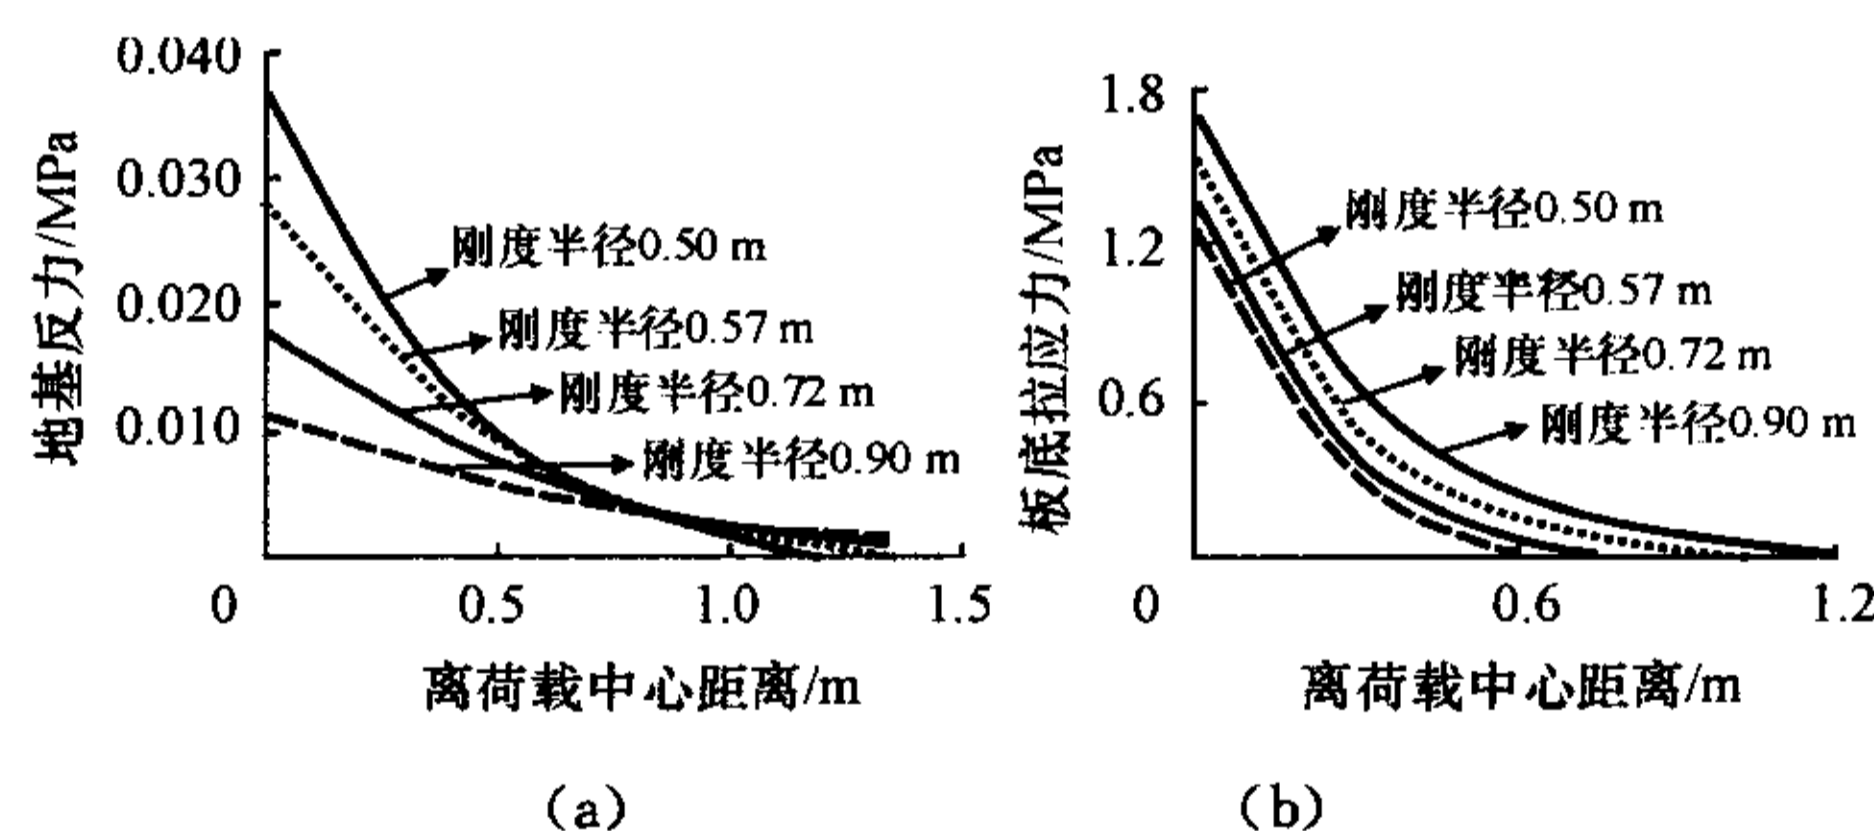 0.040
0.030
0.020
0.010
地基反力/MPa
刚度半径0.50 m
刚度半径0.57 m
刚度半径0.72 m
刚度半径0.90 m
0
0.5
1.0
1.5
离荷载中心距离/m
(a)
1.8
1.2
0.6
板底拉应力/MPa
刚度半径0.50 m
刚度半径0.57 m
刚度半径0.72 m
刚度半径0.90 m
0
0.6
1.2
离荷载中心距离/m
(b)